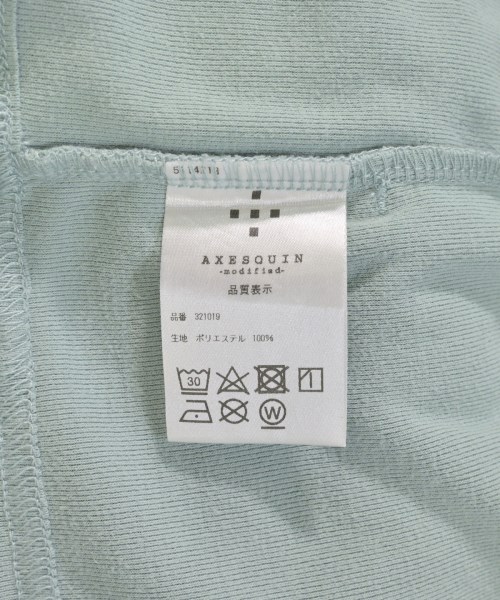 AXESQUIN
-modified-
品質表示
品番 321019
生地 ポリエステル 100%
30
W